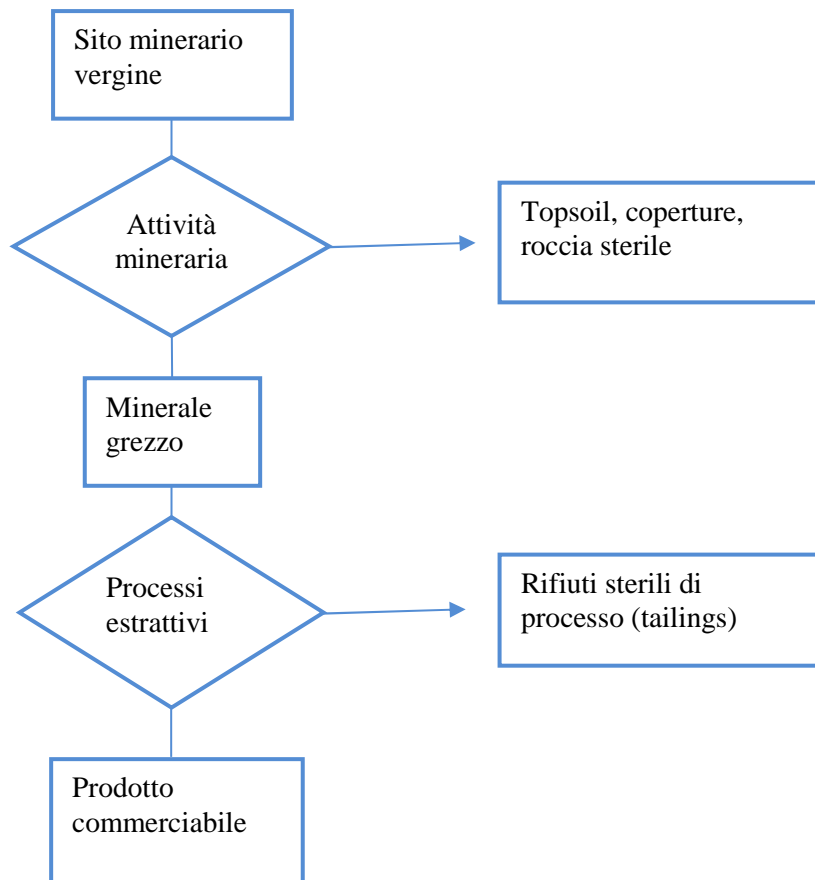 Sito minerario
vergine
Attività
mineraria
Topsoil, coperture,
roccia sterile
Minerale
grezzo
Processi
estrattivi
Rifiuti sterili di
processo (tailings)
Prodotto
commerciabile